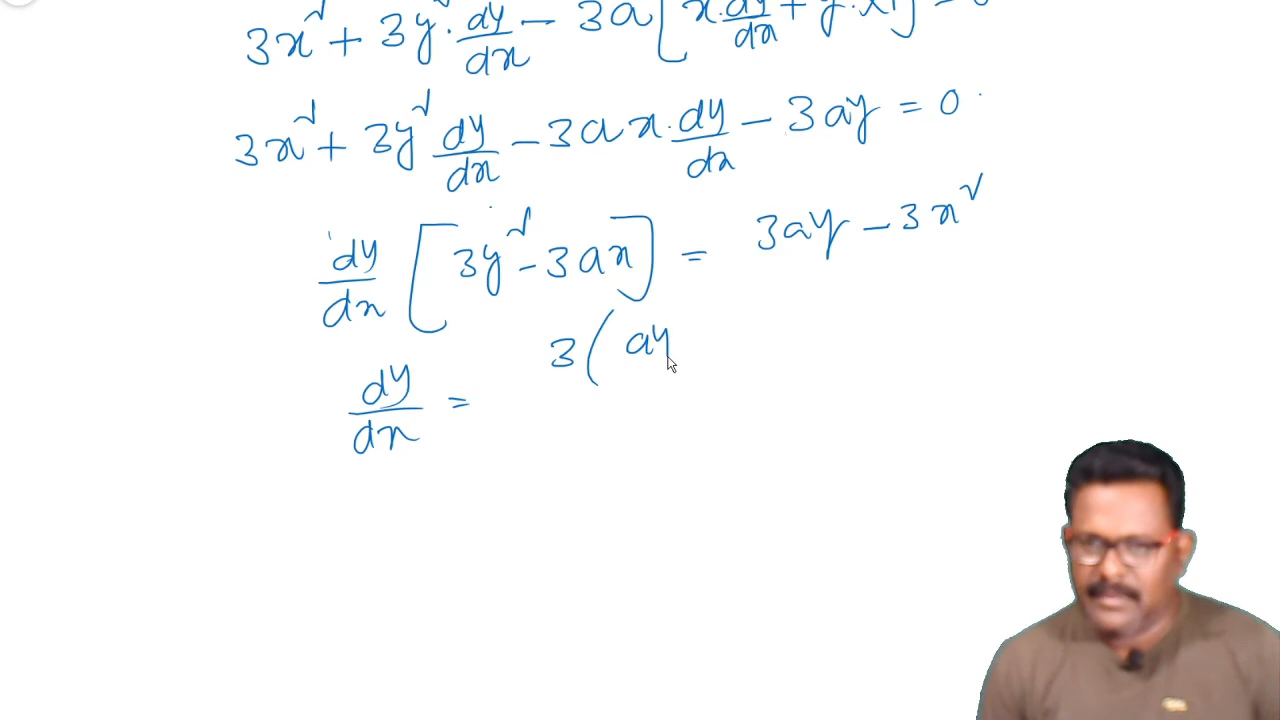 3x² + 3y² · dy/dx − 3a[x · dy/dx + y · x1] = 0
3x² + 3y² dy/dx − 3ax · dy/dx − 3ay = 0
dy/dx [3y² − 3ax] = 3ay − 3x²
dy/dx = 3(ay